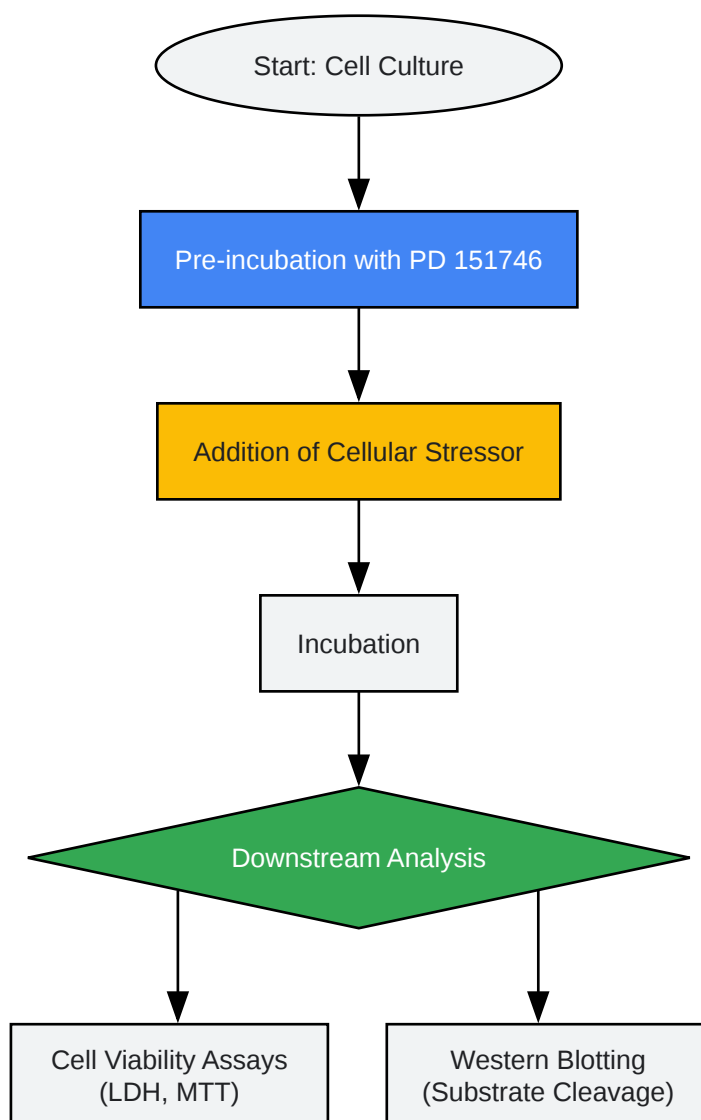 Start: Cell Culture
Pre-incubation with PD 151746
Addition of Cellular Stressor
Incubation
Downstream Analysis
Cell Viability Assays
(LDH, MTT)
Western Blotting
(Substrate Cleavage)